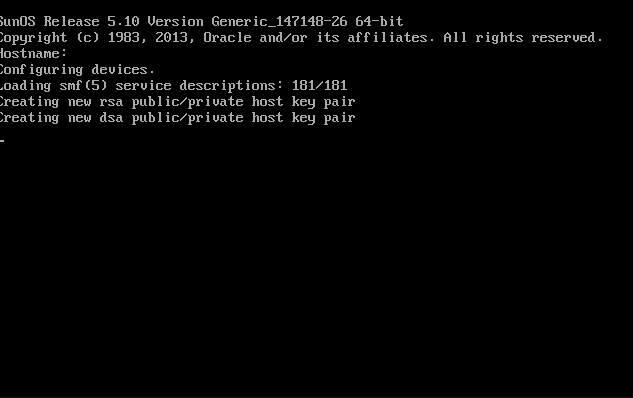 SunOS Release 5.10 Version Generic_147148-26 64-bit
Copyright (c) 1983, 2013, Oracle and/or its affiliates. All rights reserved.
Hostname:
Configuring devices.
Loading smf(5) service descriptions: 181/181
Creating new rsa public/private host key pair
Creating new dsa public/private host key pair